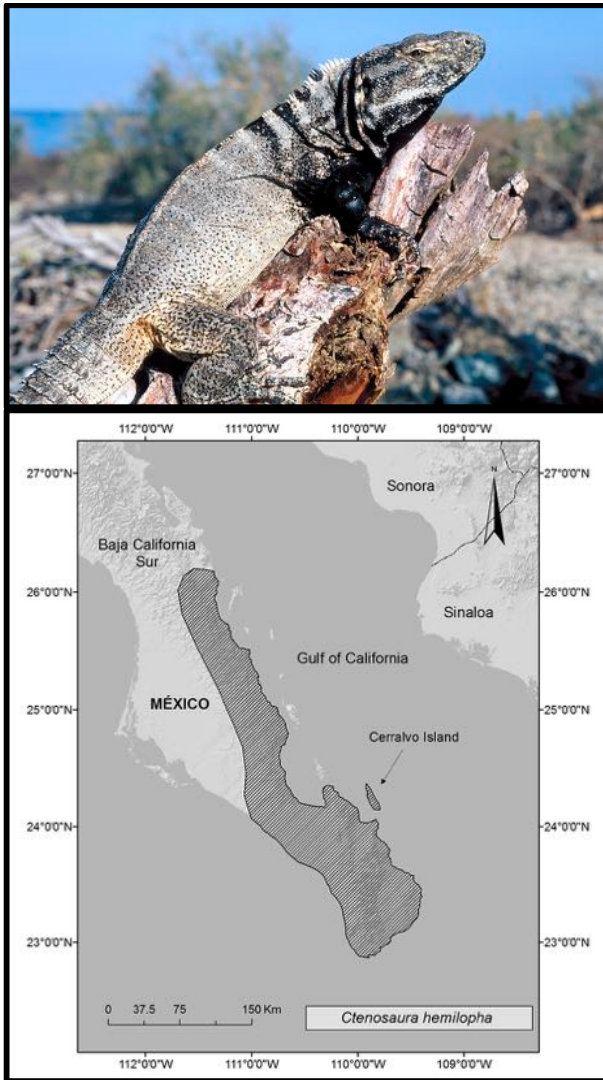 112°0'0"W 111°0'0"W 110°0'0"W 109°0'0"W
27°0'0"N 27°0'0"N
N
Sonora
Baja California
Sur
26°0'0"N 26°0'0"N
Sinaloa
Gulf of California
25°0'0"N 25°0'0"N
MÉXICO
Cerralvo Island
24°0'0"N 24°0'0"N
23°0'0"N 23°0'0"N
0 37.5 75 150 Km
Ctenosaura hemilopha
112°0'0"W 111°0'0"W 110°0'0"W 109°0'0"W